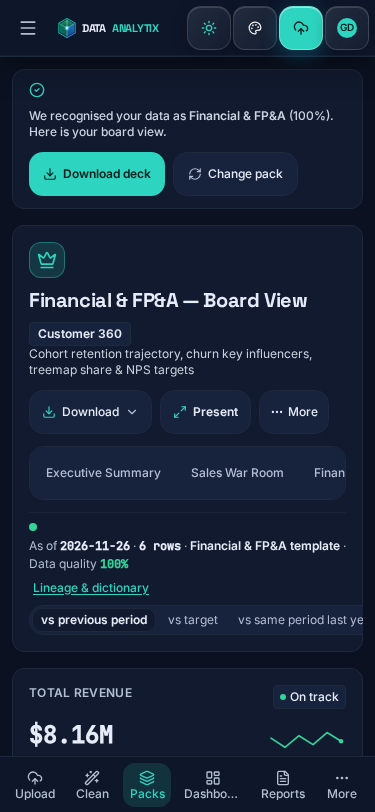 DATA ANALYTIX
GD
We recognised your data as Financial & FP&A (100%).
Here is your board view.
Download deck
Change pack
Financial & FP&A — Board View
Customer 360
Cohort retention trajectory, churn key influencers,
treemap share & NPS targets
Download
Present
More
Executive Summary
Sales War Room
Finan
As of 2026-11-26 · 6 rows · Financial & FP&A template ·
Data quality 100%
Lineage & dictionary
vs previous period
vs target
vs same period last ye
TOTAL REVENUE
On track
$8.16M
Upload
Clean
Packs
Dashbo...
Reports
More